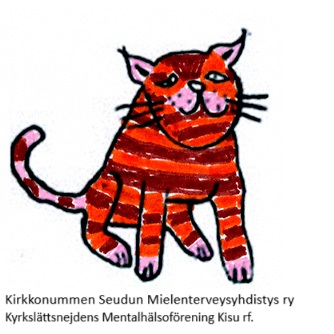 Kirkkonummen Seudun Mielenterveysyhdistys ry
Kyrkslättsnejdens Mentalhälsoförening Kisu rf.